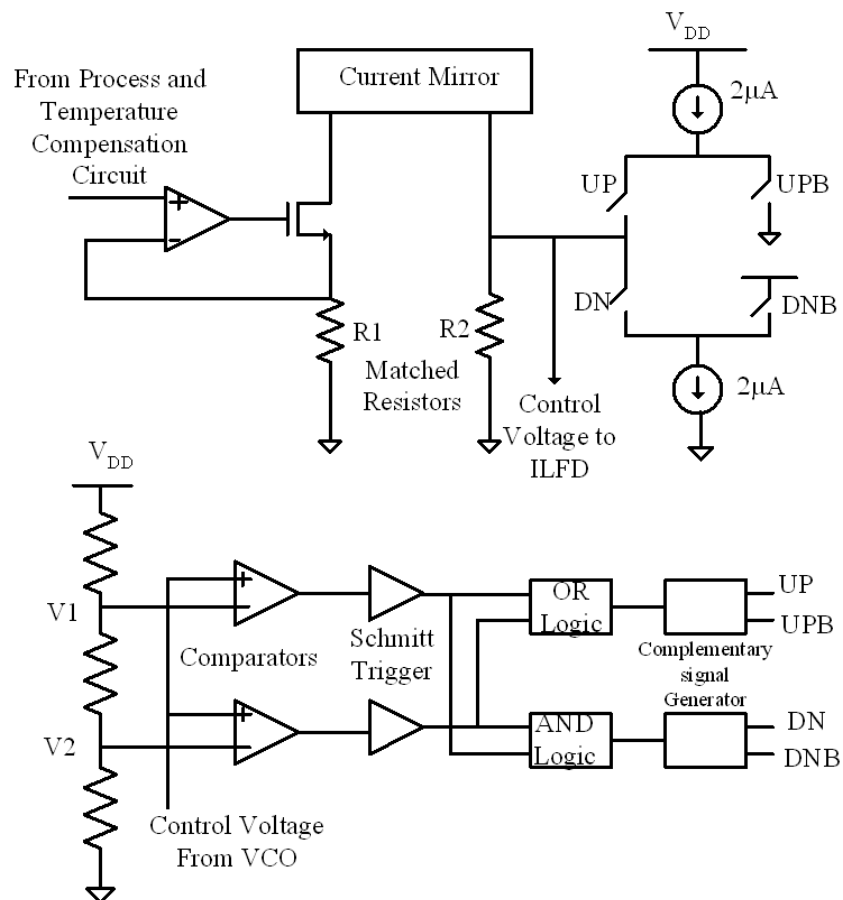 From Process and
Temperature
Compensation
Circuit
Current Mirror
VDD
2µA
UP
UPB
+
-
R1
R2
DN
DNB
Matched
Resistors
Control
Voltage to
ILFD
2µA
VDD
V1
+
Comparators
Schmitt
Trigger
OR
Logic
UP
UPB
Complementary
signal
Generator
V2
+
AND
Logic
DN
DNB
Control Voltage
From VCO